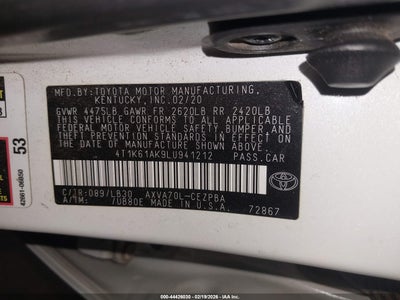 MFD.BY:TOYOTA MOTOR MANUFACTURING,
KENTUCKY,INC.02/20
GVWR 4475LB GAWR FR 2620LB RR 2420LB
THIS VEHICLE CONFORMS TO ALL APPLICABLE
FEDERAL MOTOR VEHICLE SAFETY, BUMPER, AND
THEFT PREVENTION STANDARDS IN EFFECT ON
THE DATE OF MANUFACTURE SHOWN ABOVE.
4T1K61AK9LU941212 PASS.CAR
C/TR:089/LB30 AXVA70L-CEZPBA
A/TM: /UB80E MADE IN U.S.A.
72867
53
42661-06B50
000-44426030 - 02/19/2026 - IAA